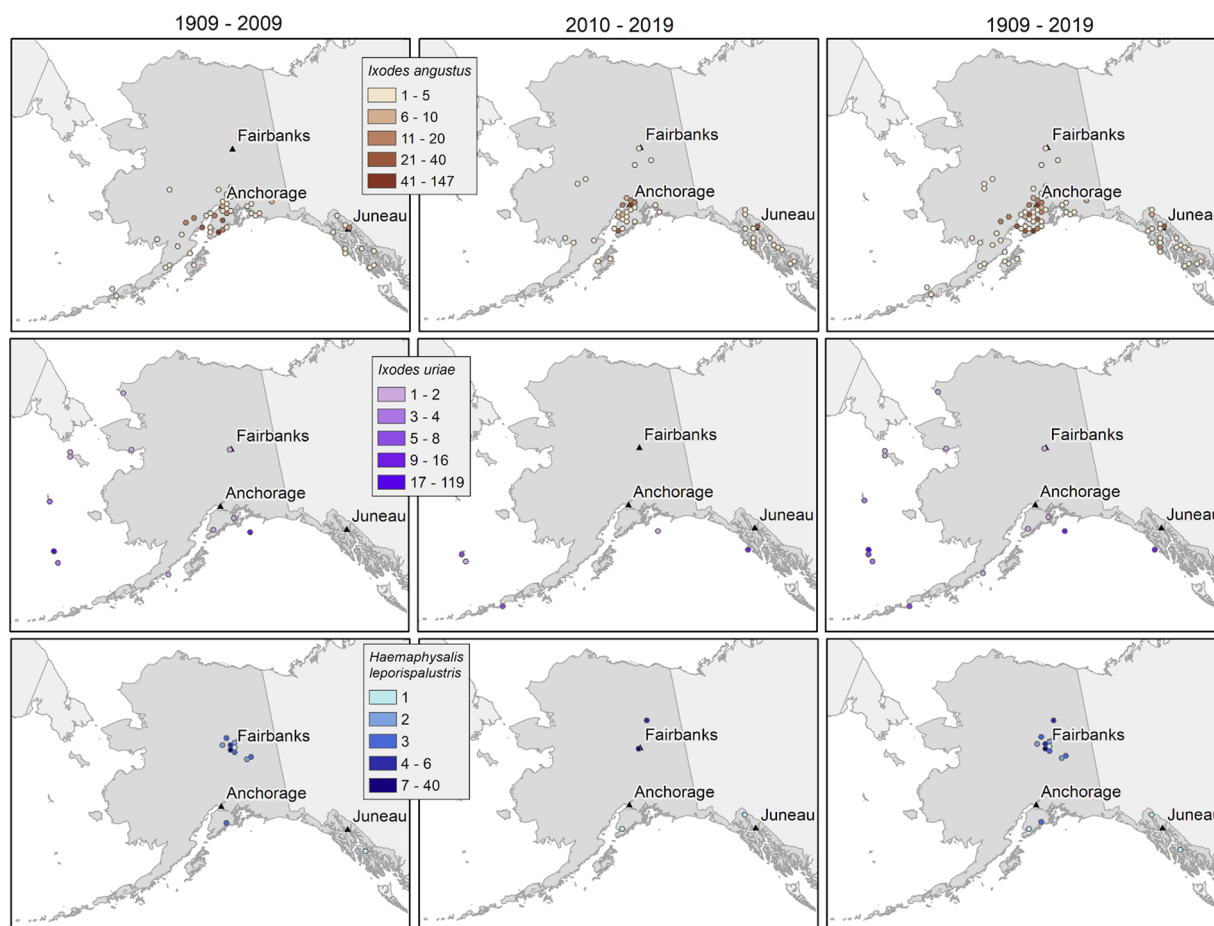 1909 - 2009
2010 - 2019
1909 - 2019
Ixodes angustus
1 - 5
6 - 10
11 - 20
21 - 40
41 - 147
Fairbanks
Anchorage
Juneau
Fairbanks
Anchorage
Juneau
Fairbanks
Anchorage
Juneau
Ixodes uriae
1 - 2
3 - 4
5 - 8
9 - 16
17 - 119
Fairbanks
Anchorage
Juneau
Fairbanks
Anchorage
Juneau
Fairbanks
Anchorage
Juneau
Haemaphysalis
leporispalustris
1
2
3
4 - 6
7 - 40
Fairbanks
Anchorage
Juneau
Fairbanks
Anchorage
Juneau
Fairbanks
Anchorage
Juneau